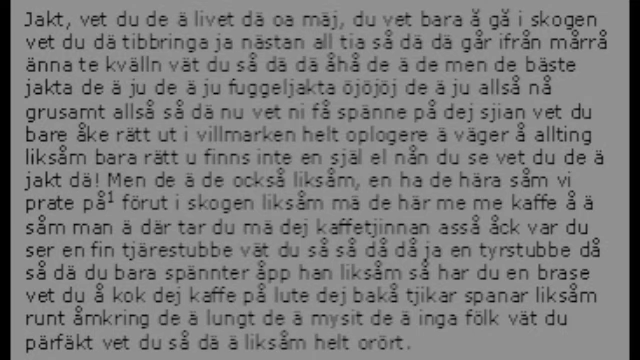 Jakt, vet du de ä livet dä oa mäj, du vet bara å gå i skogen
vet du dä tibbringa ja nästan all tia så dä dä går ifrån mårrå
änna te kvälln vät du så dä dä åhå de ä de men de bäste
jakta de ä ju de ä ju fuggeljakta öjöjöj de ä ju allså nå
grusamt allså så dä nu vet ni få spänne på dej sjian vet du
bare åke rätt ut i villmarken helt oplogere ä väger å allting
liksåm bara rätt u finns inte en själ el nån du se vet du de ä
jakt dä! Men de ä de också liksåm, en ha de hära såm vi
prate på¹ förut i skogen liksåm mä de här me me kaffe å ä
såm man ä där tar du mä dej kaffetjinnan asså åck var du
ser en fin tjärestubbe vät du så så då då ja en tyrstubbe då
så dä du bara spännter åpp han liksåm så har du en brase
vet du å kok dej kaffe på lute dej bakå tjikar spanar liksåm
runt åmkring de ä lungt de ä mysit de ä inga fölk vät du
pärfäkt vet du så dä ä liksåm helt orört.